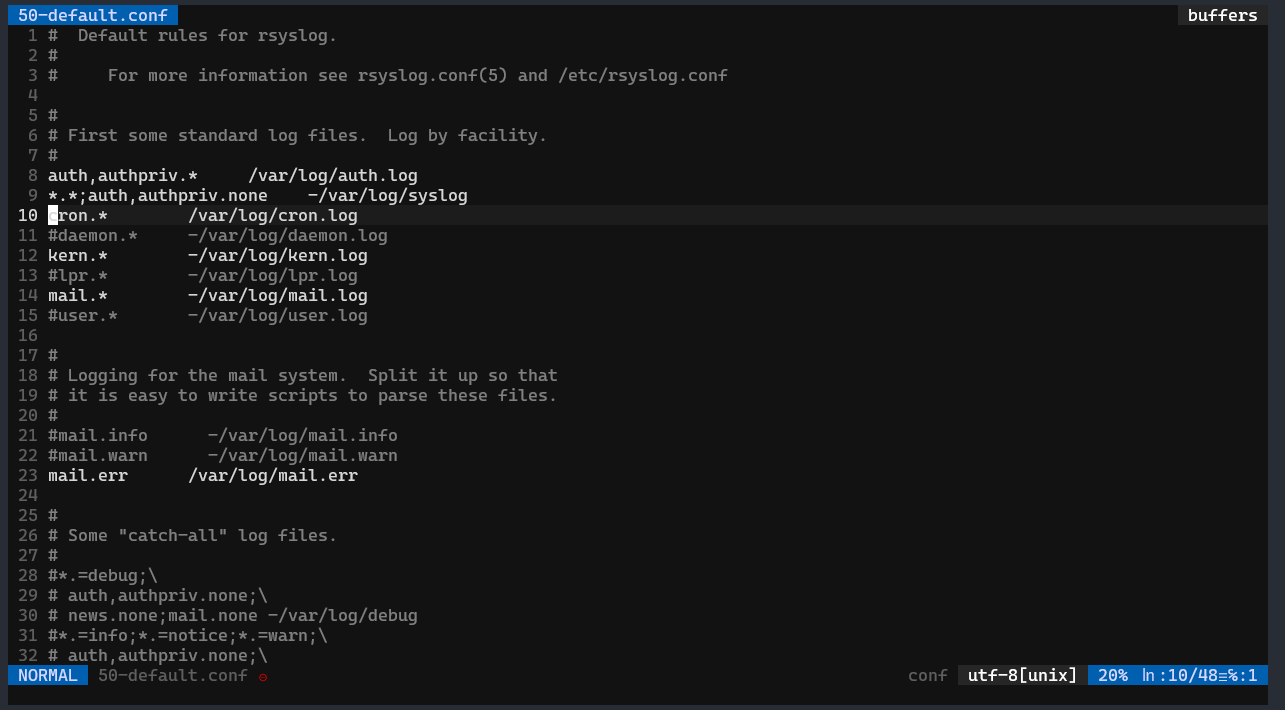 50-default.conf buffers
1 #  Default rules for rsyslog.
2 #
3 #     For more information see rsyslog.conf(5) and /etc/rsyslog.conf
4
5 #
6 # First some standard log files.  Log by facility.
7 #
8 auth,authpriv.*     /var/log/auth.log
9 *.*;auth,authpriv.none    -/var/log/syslog
10 cron.*        /var/log/cron.log
11 #daemon.*     -/var/log/daemon.log
12 kern.*        -/var/log/kern.log
13 #lpr.*        -/var/log/lpr.log
14 mail.*        -/var/log/mail.log
15 #user.*       -/var/log/user.log
16
17 #
18 # Logging for the mail system.  Split it up so that
19 # it is easy to write scripts to parse these files.
20 #
21 #mail.info      -/var/log/mail.info
22 #mail.warn      -/var/log/mail.warn
23 mail.err      /var/log/mail.err
24
25 #
26 # Some "catch-all" log files.
27 #
28 #*.=debug;\
29 # auth,authpriv.none;\
30 # news.none;mail.none -/var/log/debug
31 #*.=info;*.=notice;*.=warn;\
32 # auth,authpriv.none;\
NORMAL 50-default.conf conf utf-8[unix] 20% ln:10/48≡℅:1